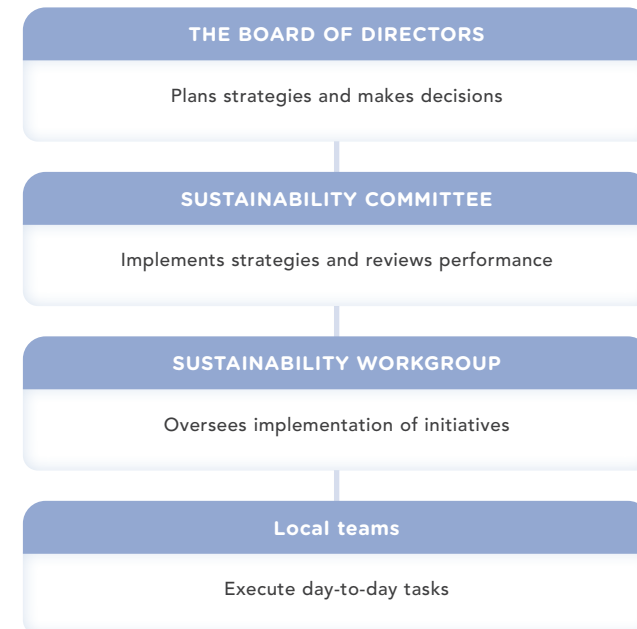 THE BOARD OF DIRECTORS
Plans strategies and makes decisions
SUSTAINABILITY COMMITTEE
Implements strategies and reviews performance
SUSTAINABILITY WORKGROUP
Oversees implementation of initiatives
Local teams
Execute day-to-day tasks